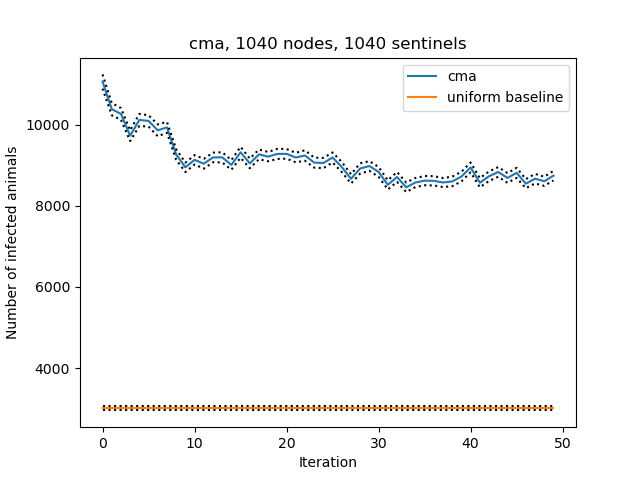 cma, 1040 nodes, 1040 sentinels
cma
uniform baseline
Number of infected animals
10000
8000
6000
4000
0 10 20 30 40 50
Iteration